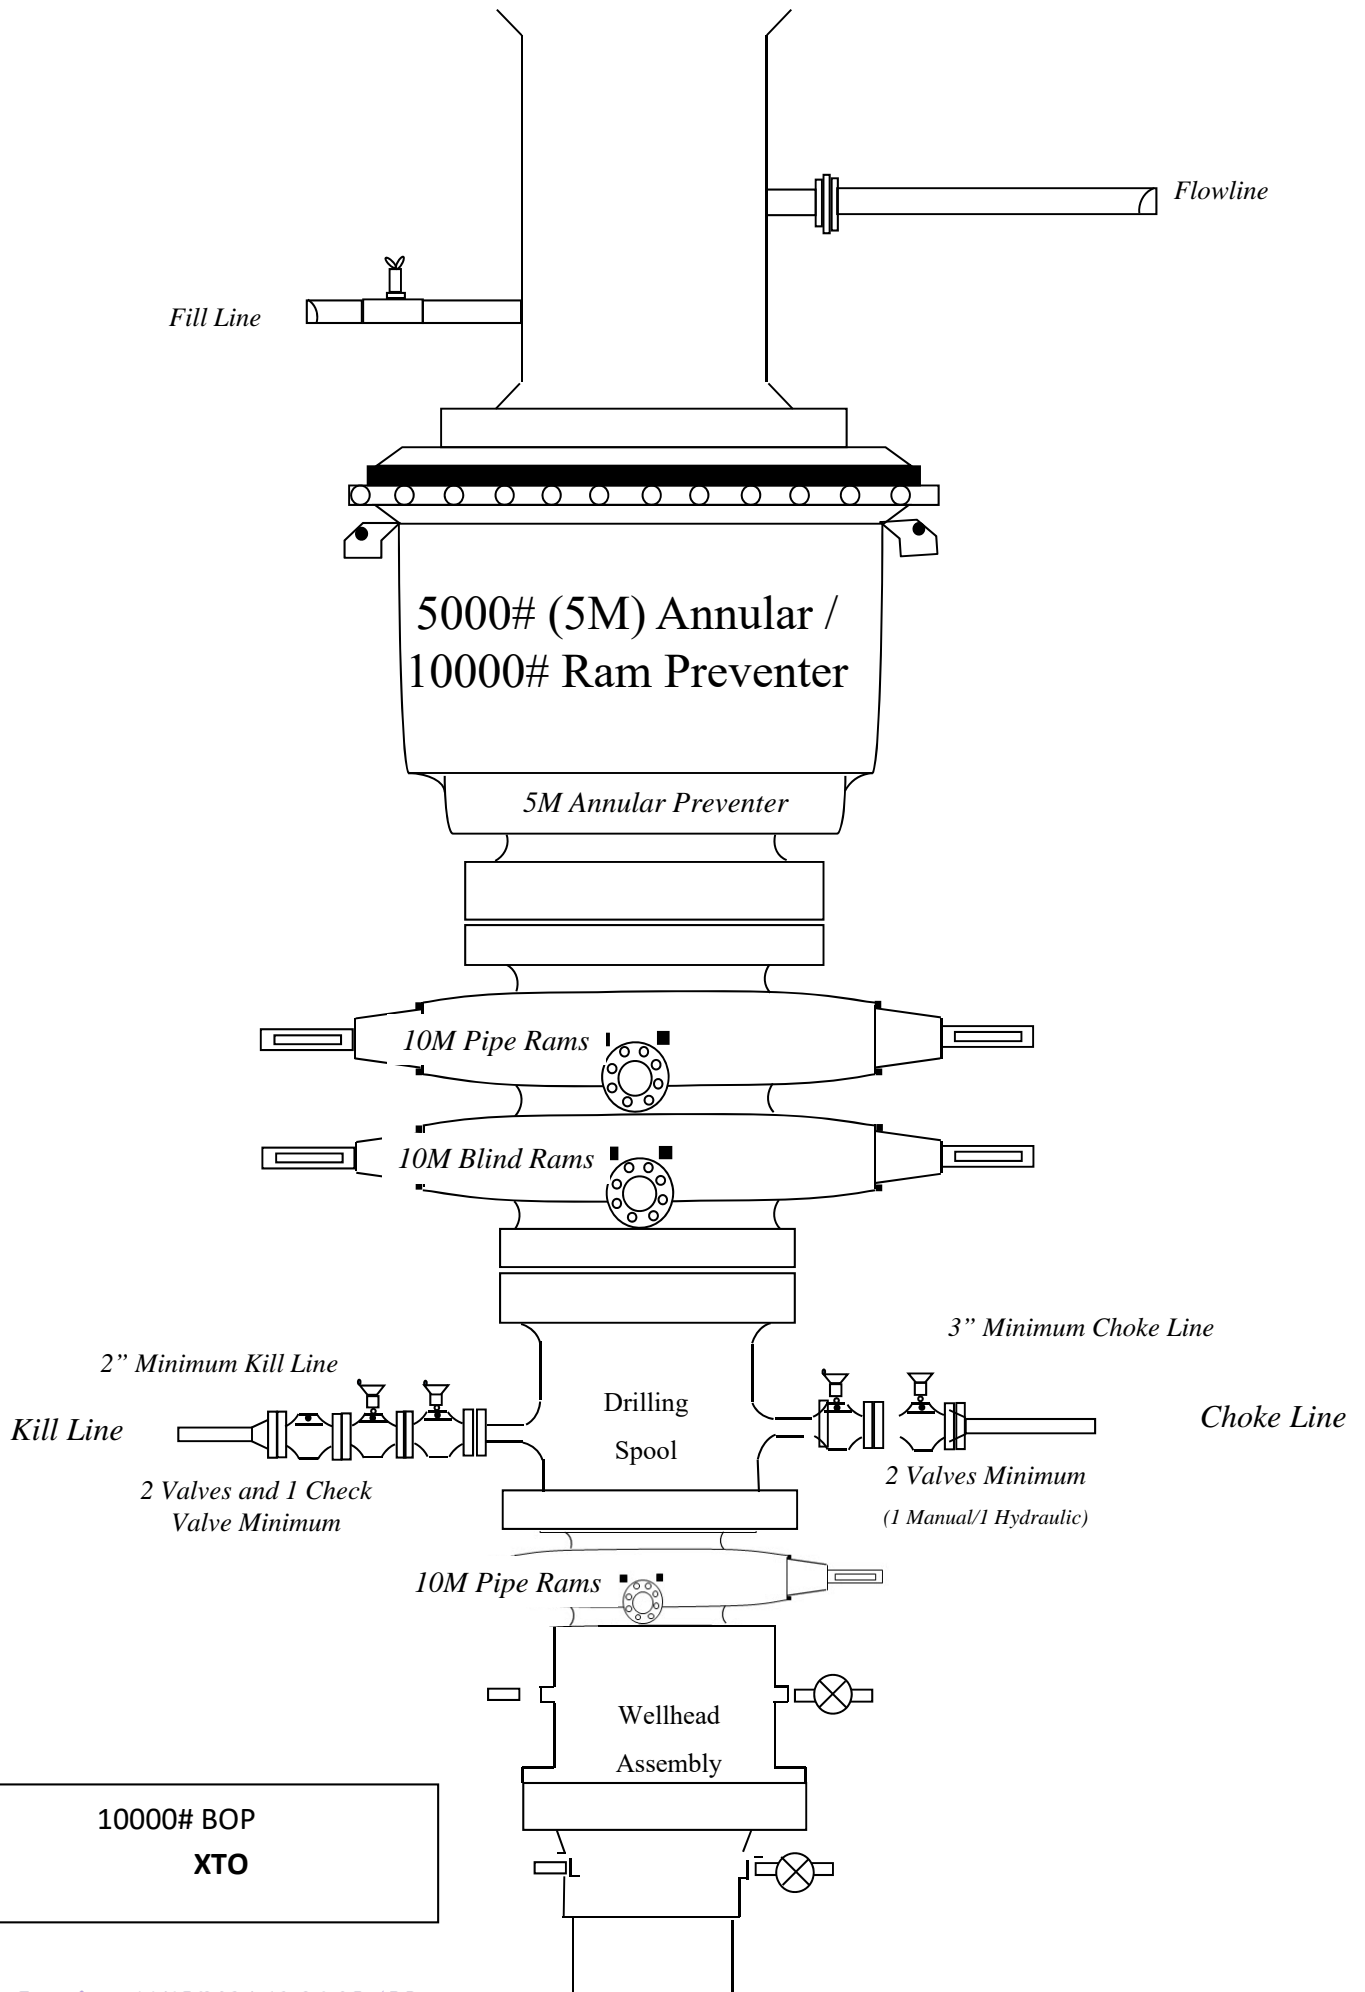 Flowline
Fill Line
5000# (5M) Annular /
10000# Ram Preventer
5M Annular Preventer
10M Pipe Rams
10M Blind Rams
3” Minimum Choke Line
2” Minimum Kill Line
Drilling
Spool
Kill Line
Choke Line
2 Valves and 1 Check
Valve Minimum
2 Valves Minimum
(1 Manual/1 Hydraulic)
10M Pipe Rams
Wellhead
Assembly
10000# BOP
XTO